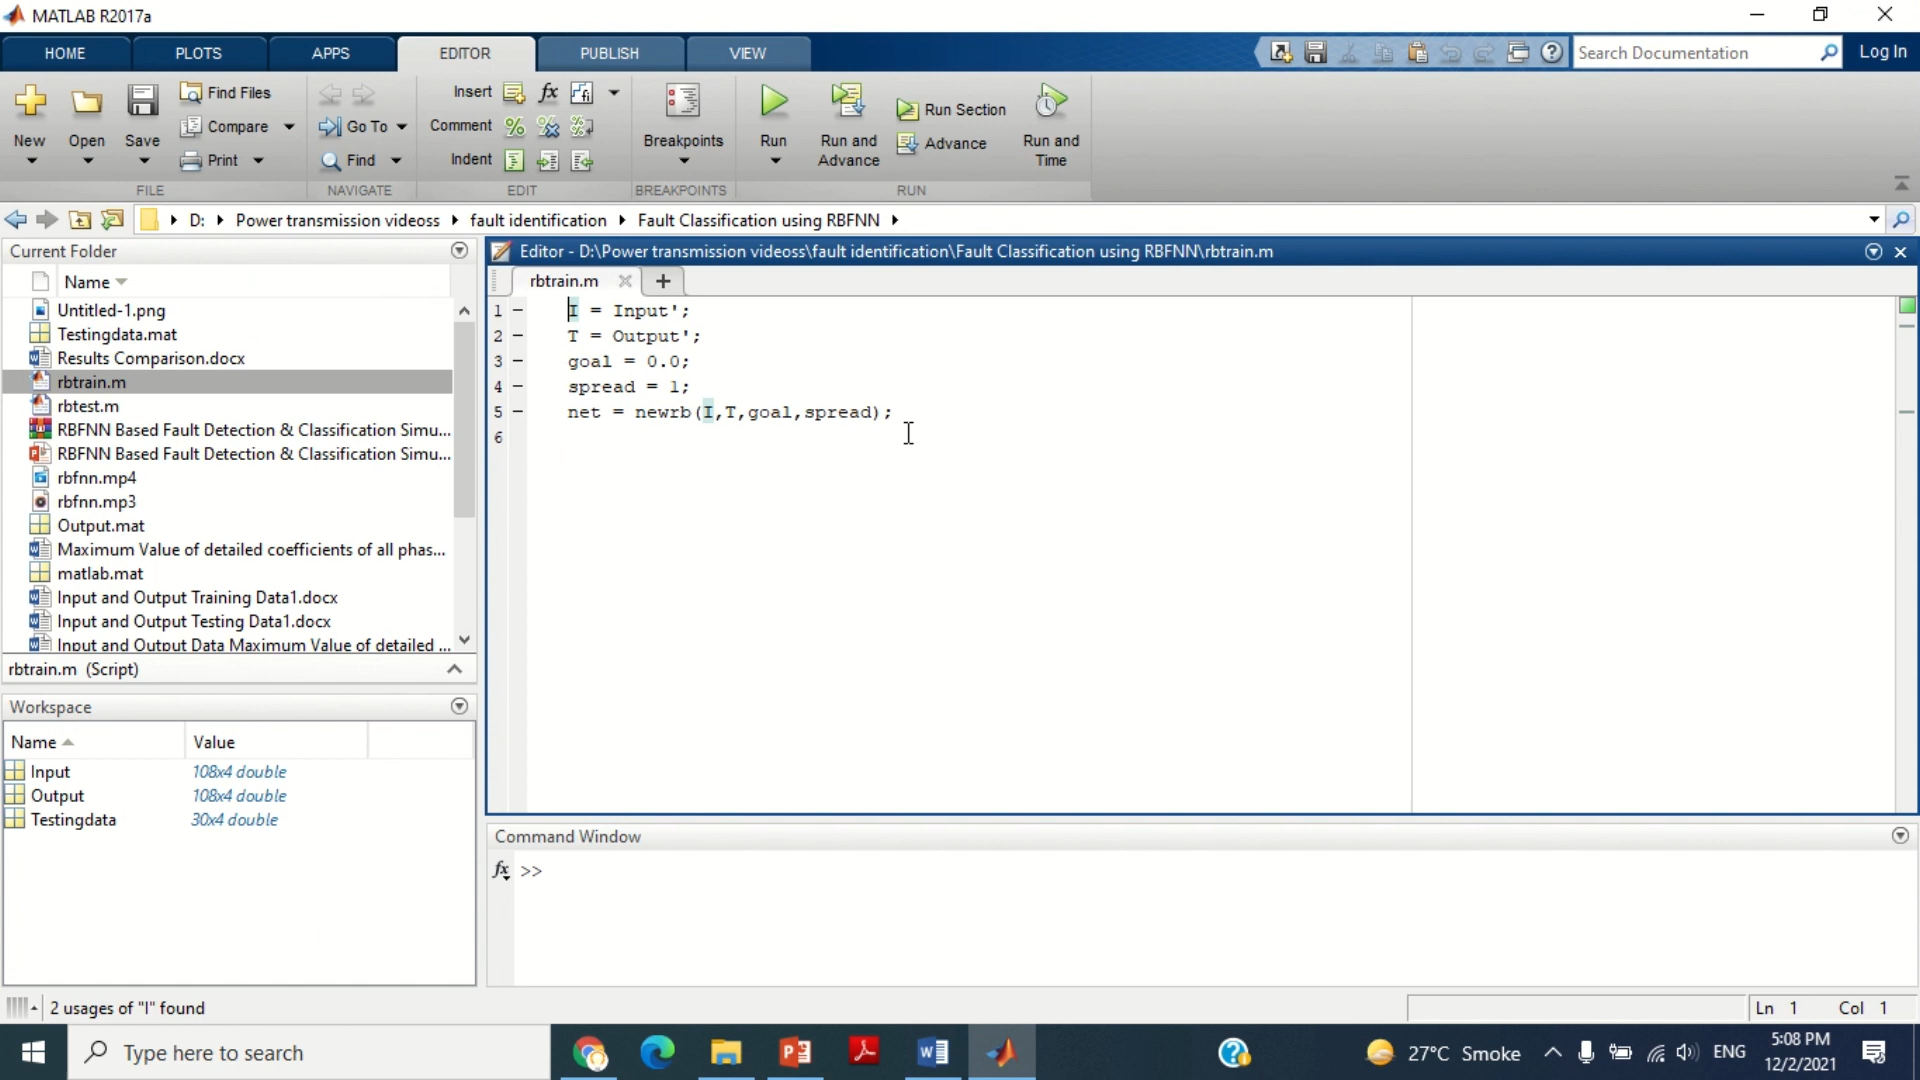 MATLAB R2017a
HOME
PLOTS
APPS
EDITOR
PUBLISH
VIEW
Search Documentation
Log In
New
Open
Save
Find Files
Compare
Print
FILE
Go To
Find
NAVIGATE
Insert
fx
Comment
Indent
EDIT
Breakpoints
BREAKPOINTS
Run
Run and Advance
Run Section
Advance
Run and Time
RUN
D: Power transmission videoss fault identification Fault Classification using RBFNN
Current Folder
Name
Untitled-1.png
Testingdata.mat
Results Comparison.docx
rbtrain.m
rbtest.m
RBFNN Based Fault Detection & Classification Simu...
RBFNN Based Fault Detection & Classification Simu...
rbfnn.mp4
rbfnn.mp3
Output.mat
Maximum Value of detailed coefficients of all phas...
matlab.mat
Input and Output Training Data1.docx
Input and Output Testing Data1.docx
Input and Output Data Maximum Value of detailed ...
rbtrain.m (Script)
Workspace
Name Value
Input 108x4 double
Output 108x4 double
Testingdata 30x4 double
Editor - D:\Power transmission videoss\fault identification\Fault Classification using RBFNN\rbtrain.m
rbtrain.m
1 I = Input';
2 T = Output';
3 goal = 0.0;
4 spread = 1;
5 net = newrb(I,T,goal,spread);
6
Command Window
fx >>
2 usages of "I" found
Ln 1 Col 1
Type here to search
27°C Smoke
ENG
5:08 PM
12/2/2021